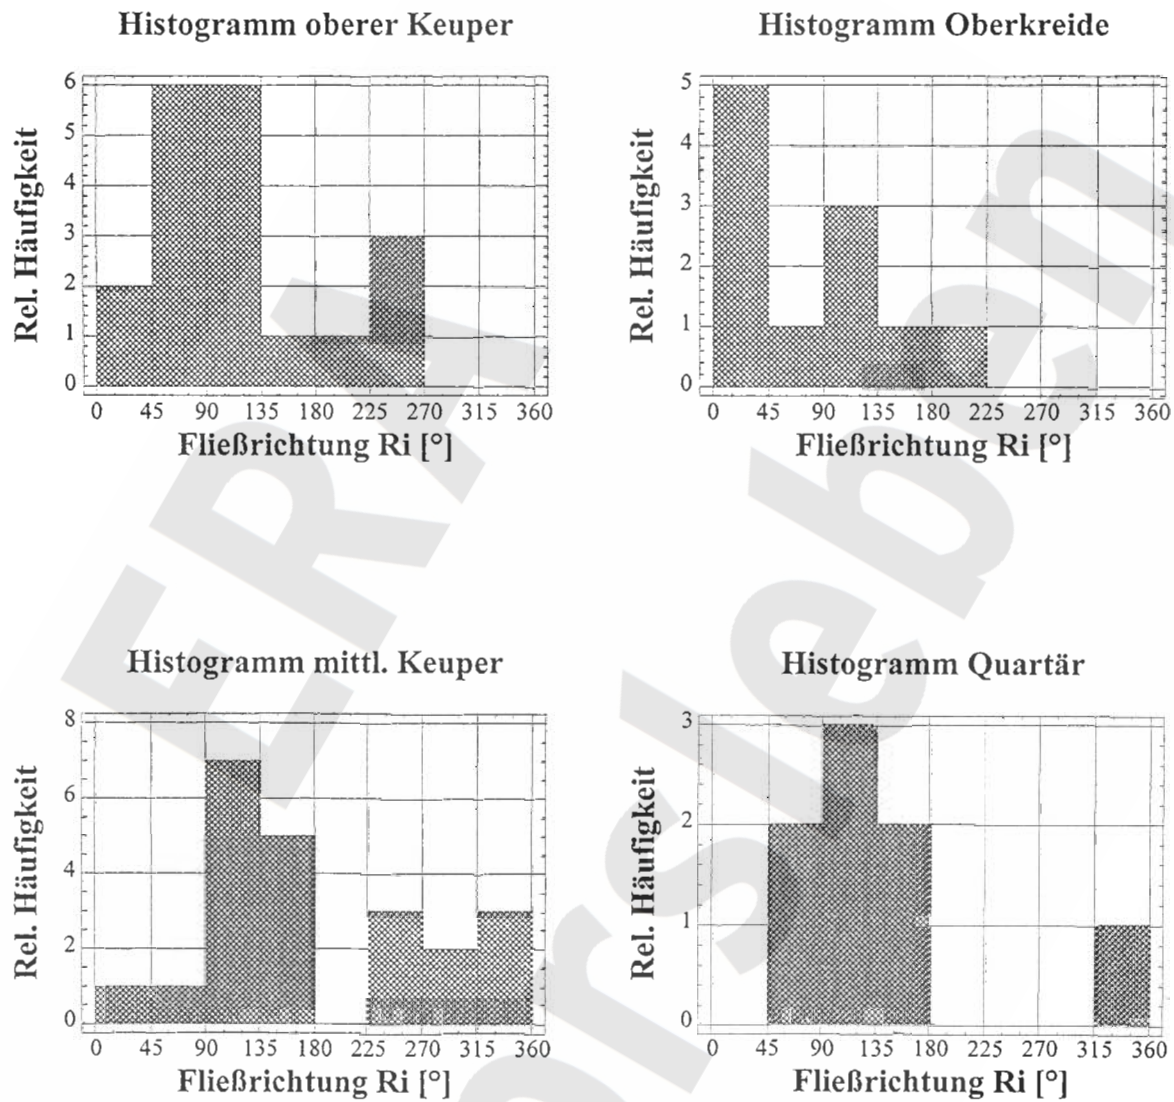 Histogramm oberer Keuper
Rel. Häufigkeit
6
5
4
3
2
1
0
0 45 90 135 180 225 270 315 360
Fließrichtung Ri [°]
Histogramm Oberkreide
Rel. Häufigkeit
5
4
3
2
1
0
0 45 90 135 180 225 270 315 360
Fließrichtung Ri [°]
Histogramm mittl. Keuper
Rel. Häufigkeit
8
6
4
2
0
0 45 90 135 180 225 270 315 360
Fließrichtung Ri [°]
Histogramm Quartär
Rel. Häufigkeit
3
2
1
0
0 45 90 135 180 225 270 315 360
Fließrichtung Ri [°]
ERA
orsleben